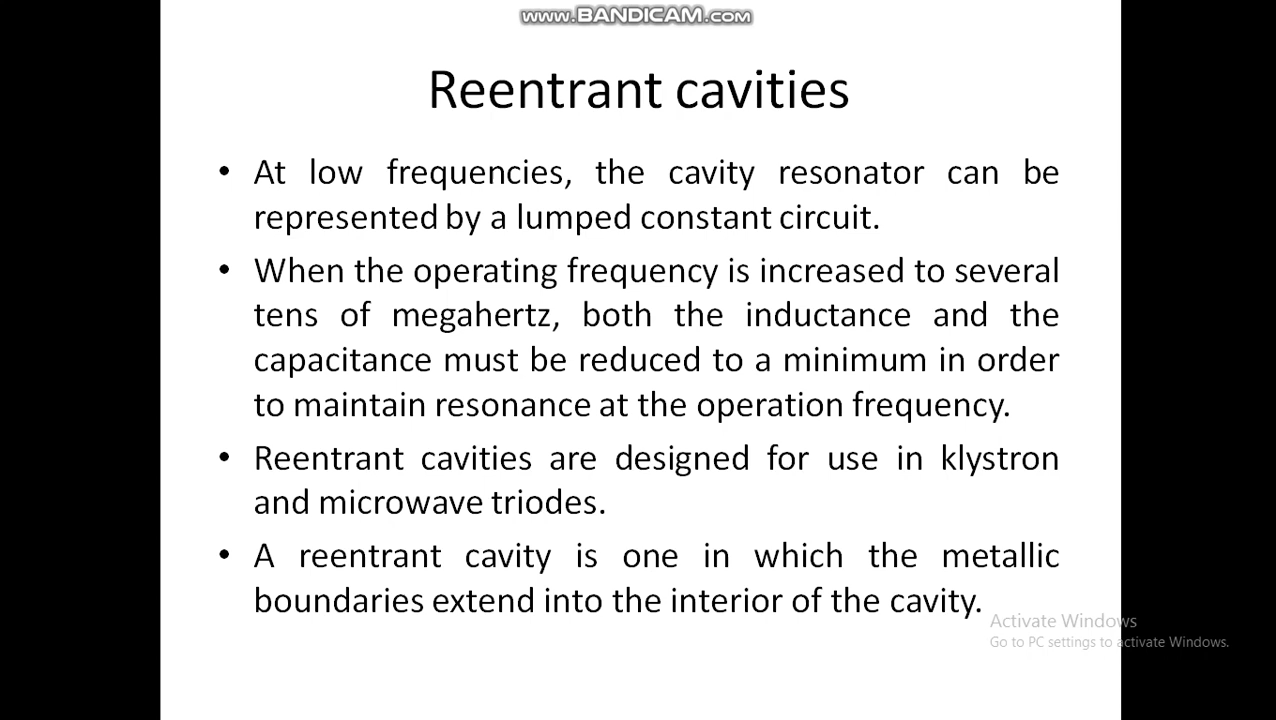 www.BANDICAM.com
Reentrant cavities
• At low frequencies, the cavity resonator can be
represented by a lumped constant circuit.
• When the operating frequency is increased to several
tens of megahertz, both the inductance and the
capacitance must be reduced to a minimum in order
to maintain resonance at the operation frequency.
• Reentrant cavities are designed for use in klystron
and microwave triodes.
• A reentrant cavity is one in which the metallic
boundaries extend into the interior of the cavity.
Activate Windows
Go to PC settings to activate Windows.